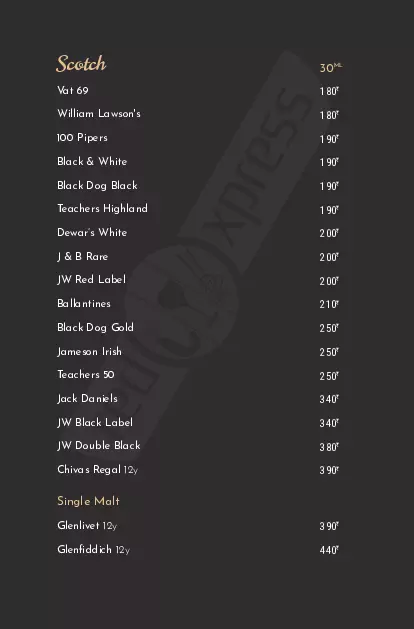 Scotch 30ML
Vat 69 180₹
William Lawson's 180₹
100 Pipers 190₹
Black & White 190₹
Black Dog Black 190₹
Teachers Highland 190₹
Dewar's White 200₹
J & B Rare 200₹
JW Red Label 200₹
Ballantines 210₹
Black Dog Gold 250₹
Jameson Irish 250₹
Teachers 50 250₹
Jack Daniels 340₹
JW Black Label 340₹
JW Double Black 380₹
Chivas Regal 12y 390₹
Single Malt
Glenlivet 12y 390₹
Glenfiddich 12y 440₹
xpress